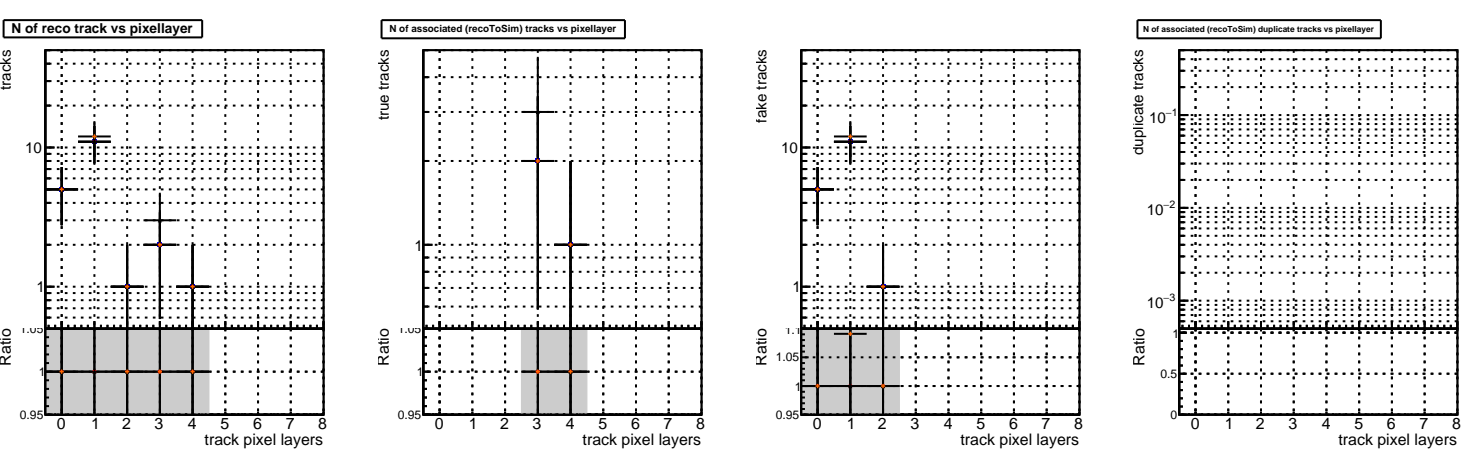 N of reco track vs pixellayer
tracks
10
1
1.05
Ratio
1
0.95
0 1 2 3 4 5 6 7 8
track pixel layers
N of associated (recoToSim) tracks vs pixellayer
true tracks
1
1.05
Ratio
1
0.95
0 1 2 3 4 5 6 7 8
track pixel layers
fake tracks
10
1
1.1
Ratio
1.05
1
0.95
0 1 2 3 4 5 6 7 8
track pixel layers
N of associated (recoToSim) duplicate tracks vs pixellayer
duplicate tracks
10⁻¹
10⁻²
10⁻³
Ratio
1
0.5
0
0 1 2 3 4 5 6 7 8
track pixel layers